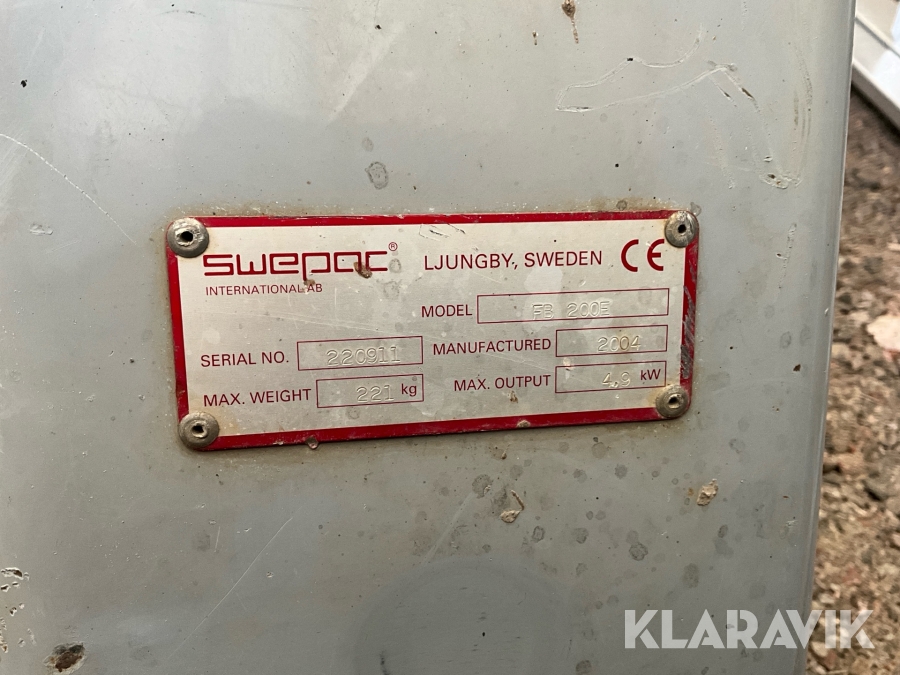 swepac® LJUNGBY, SWEDEN CE
INTERNATIONAL AB
MODEL FB 200E
SERIAL NO. 220911 MANUFACTURED 2004
MAX. WEIGHT 221 kg MAX. OUTPUT 4,9 kW
KLARAVIK